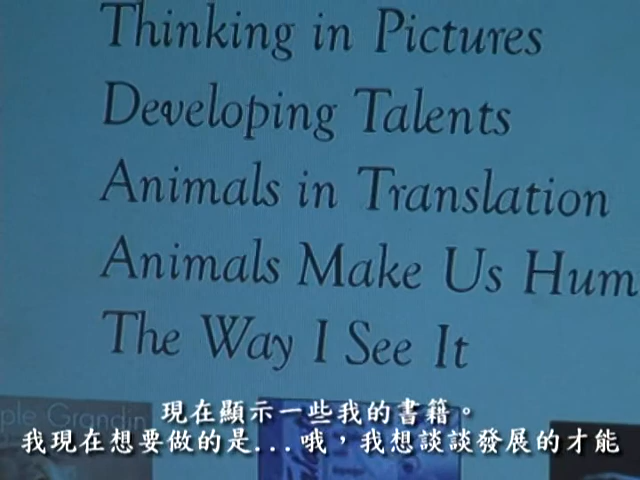 Thinking in Pictures
Developing Talents
Animals in Translation
Animals Make Us Hum
The Way I See It
ple Grandin
現在顯示一些我的書籍。
我現在想要做的是...哦，我想談談發展的才能